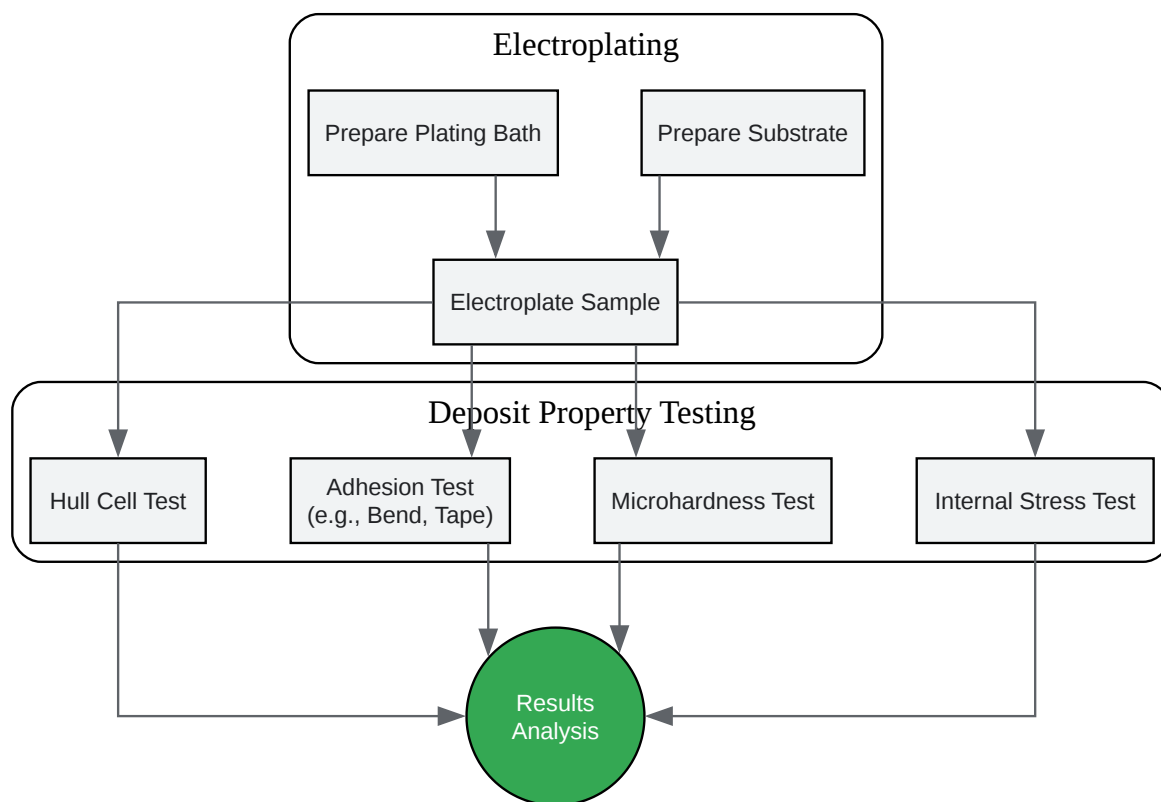 Electroplating
Prepare Plating Bath
Prepare Substrate
Electroplate Sample
Deposit Property Testing
Hull Cell Test
Adhesion Test
(e.g., Bend, Tape)
Microhardness Test
Internal Stress Test
Results
Analysis